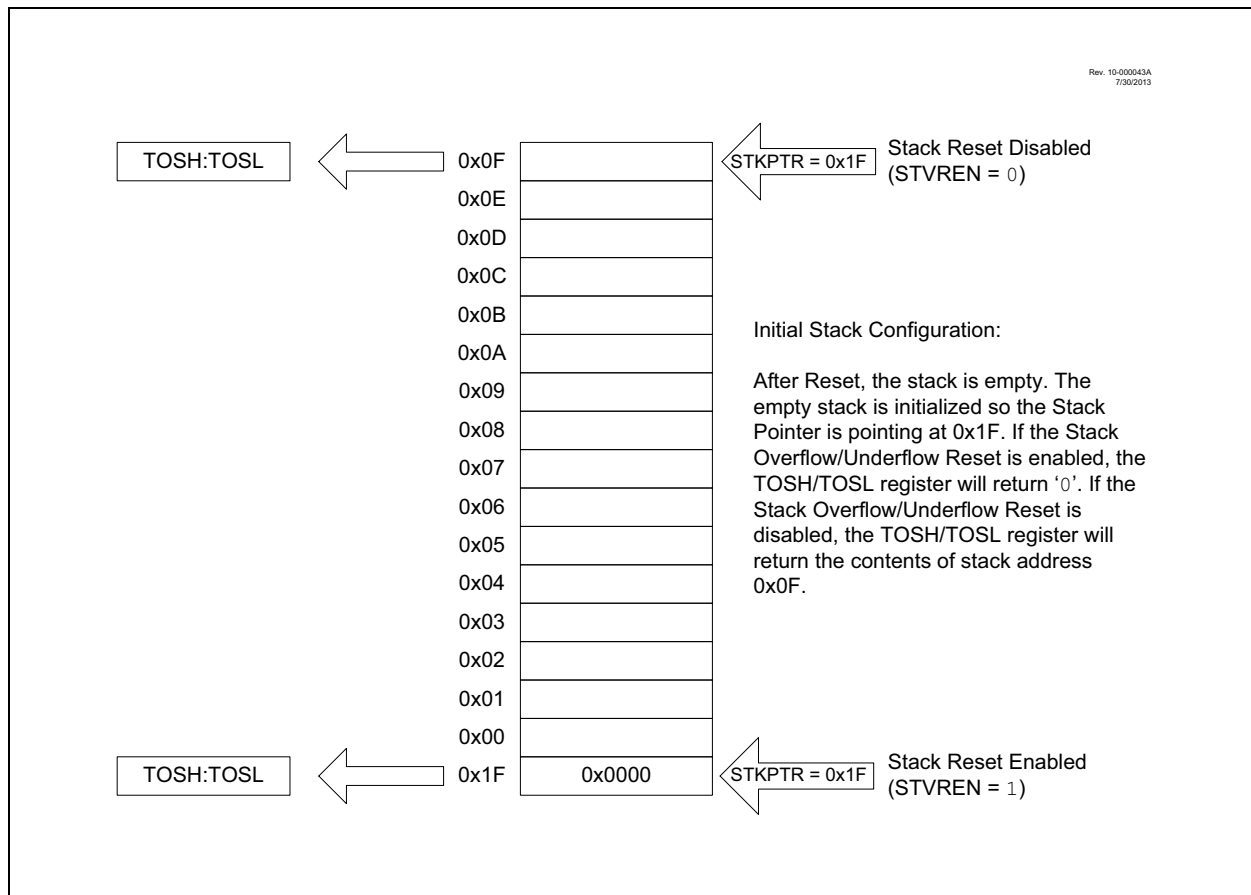 Rev. 10-000043A
7/30/2013
TOSH:TOSL
0x0F
STKPTR = 0x1F
Stack Reset Disabled
(STVREN = 0)
0x0E
0x0D
0x0C
0x0B
0x0A
0x09
0x08
0x07
0x06
0x05
0x04
0x03
0x02
0x01
0x00
Initial Stack Configuration:
After Reset, the stack is empty. The
empty stack is initialized so the Stack
Pointer is pointing at 0x1F. If the Stack
Overflow/Underflow Reset is enabled, the
TOSH/TOSL register will return ‘0’. If the
Stack Overflow/Underflow Reset is
disabled, the TOSH/TOSL register will
return the contents of stack address
0x0F.
TOSH:TOSL
0x1F
0x0000
STKPTR = 0x1F
Stack Reset Enabled
(STVREN = 1)